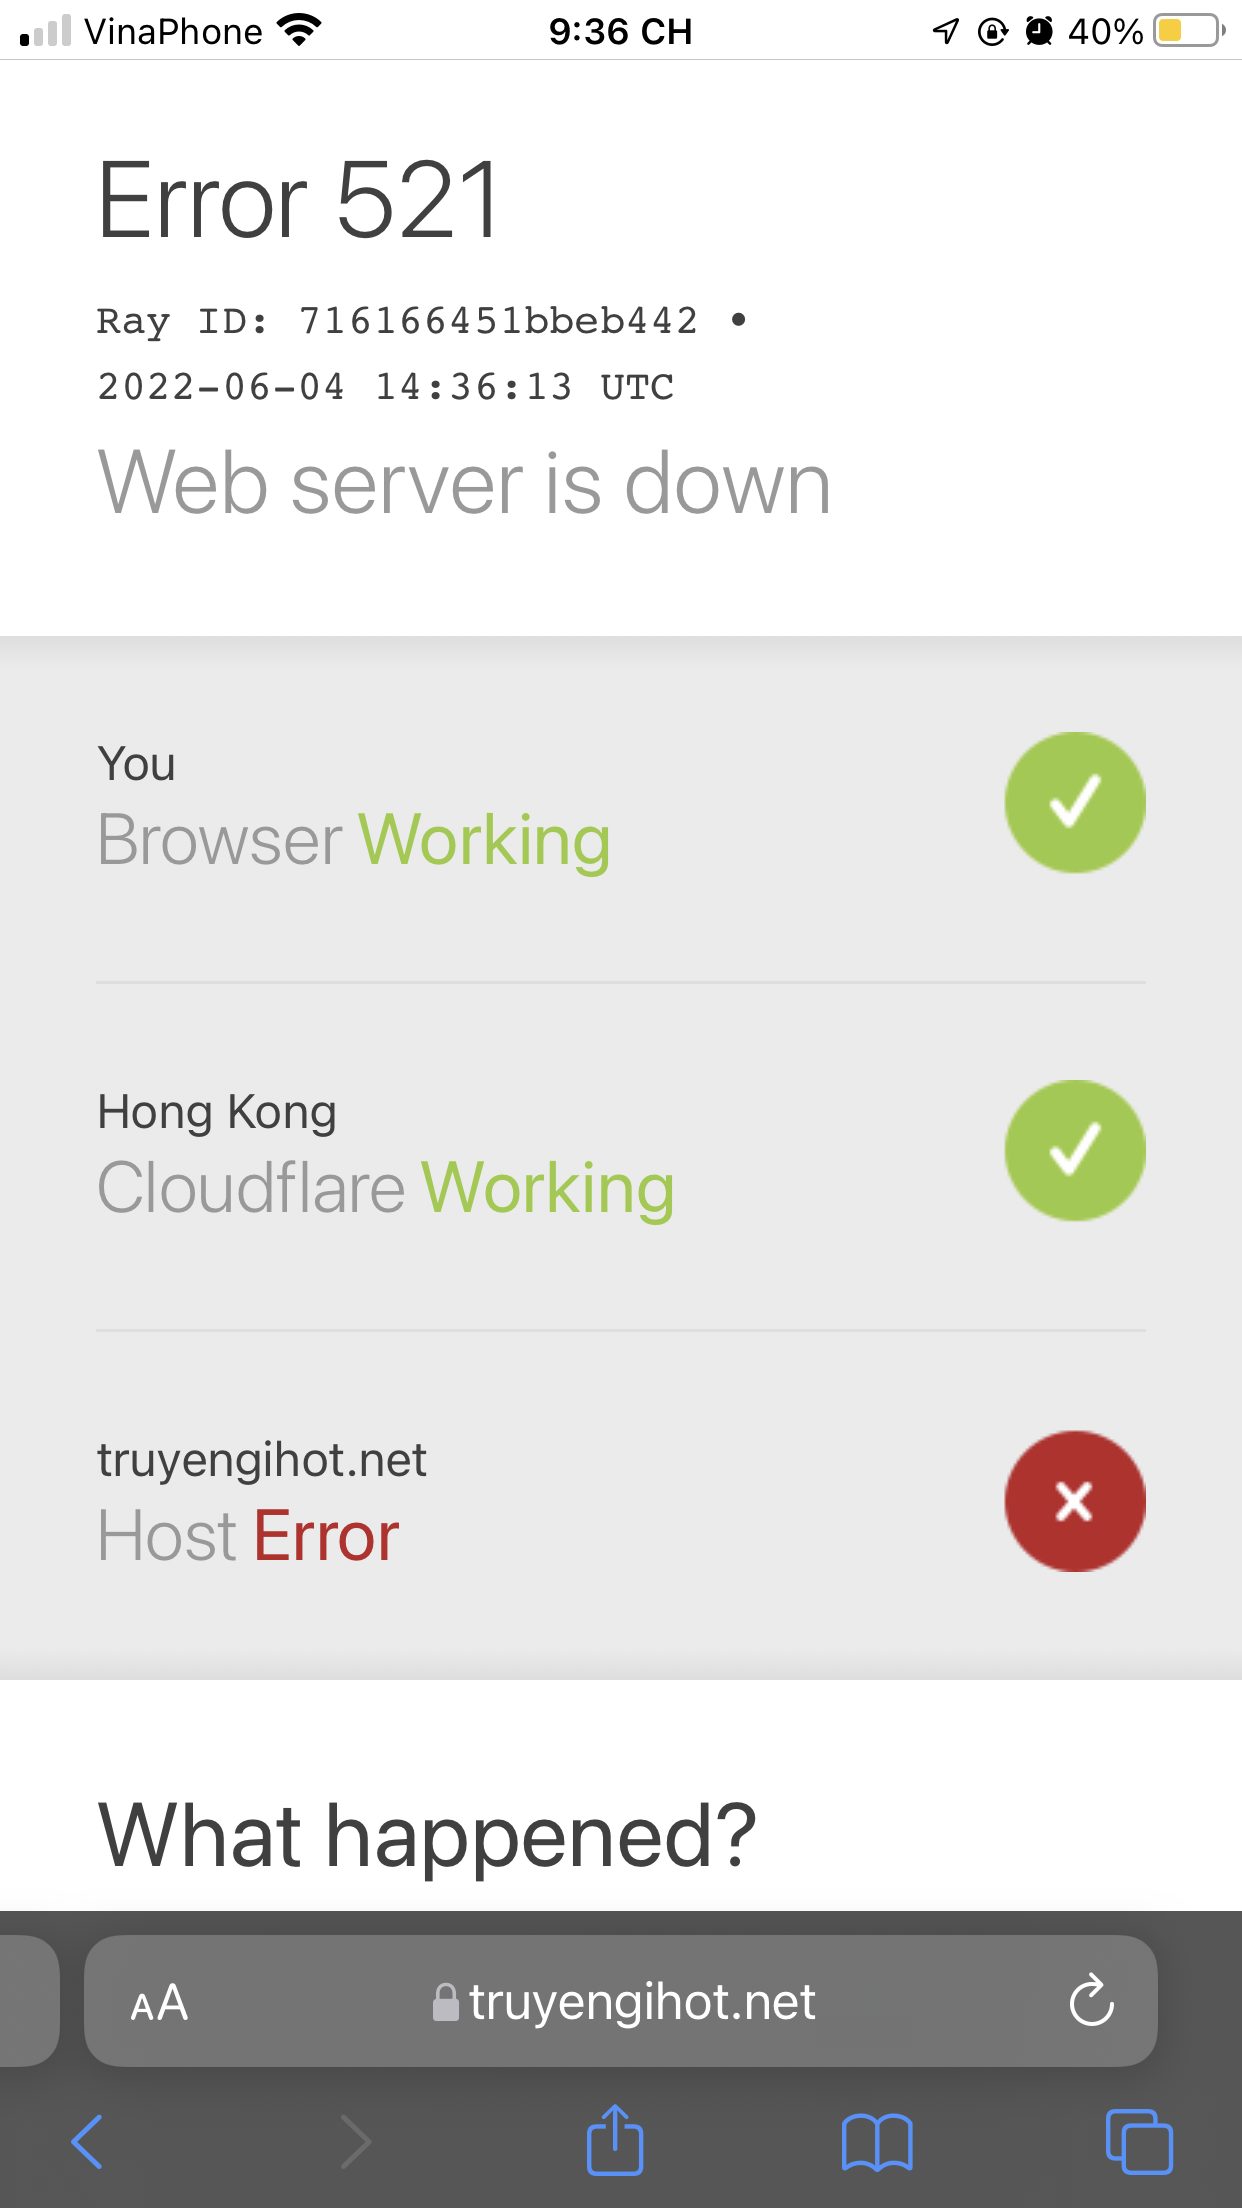 VinaPhone 9:36 CH 40%
Error 521
Ray ID: 716166451bbeb442 •
2022-06-04 14:36:13 UTC
Web server is down
You
Browser Working
Hong Kong
Cloudflare Working
truyengihot.net
Host Error
What happened?
AA truyengihot.net